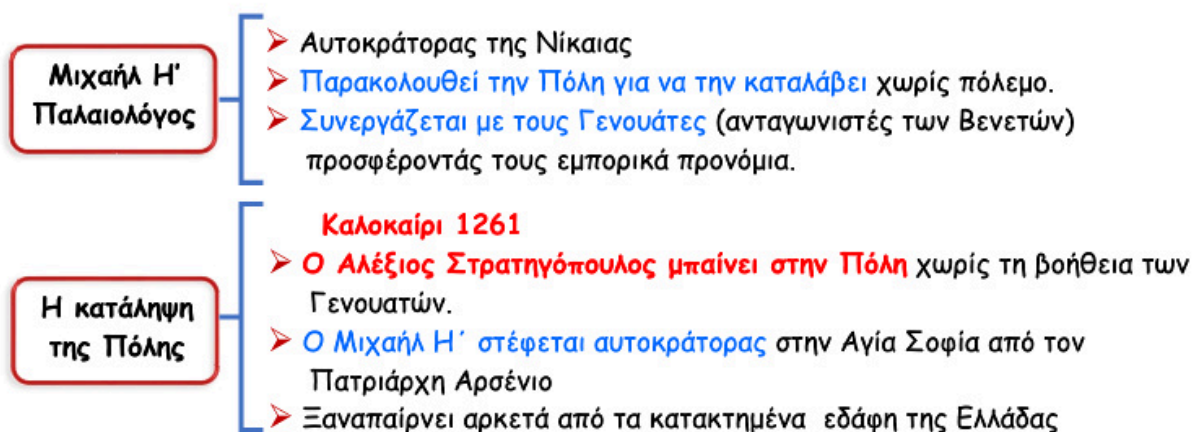 Μιχαήλ Η'
Παλαιολόγος
Αυτοκράτορας της Νίκαιας
Παρακολουθεί την Πόλη για να την καταλάβει χωρίς πόλεμο.
Συνεργάζεται με τους Γενουάτες (ανταγωνιστές των Βενετών)
προσφέροντάς τους εμπορικά προνόμια.
Η κατάληψη
της Πόλης
Καλοκαίρι 1261
Ο Αλέξιος Στρατηγόπουλος μπαίνει στην Πόλη χωρίς τη βοήθεια των
Γενουατών.
Ο Μιχαήλ Η΄ στέφεται αυτοκράτορας στην Αγία Σοφία από τον
Πατριάρχη Αρσένιο
Ξαναπαίρνει αρκετά από τα κατακτημένα εδάφη της Ελλάδας